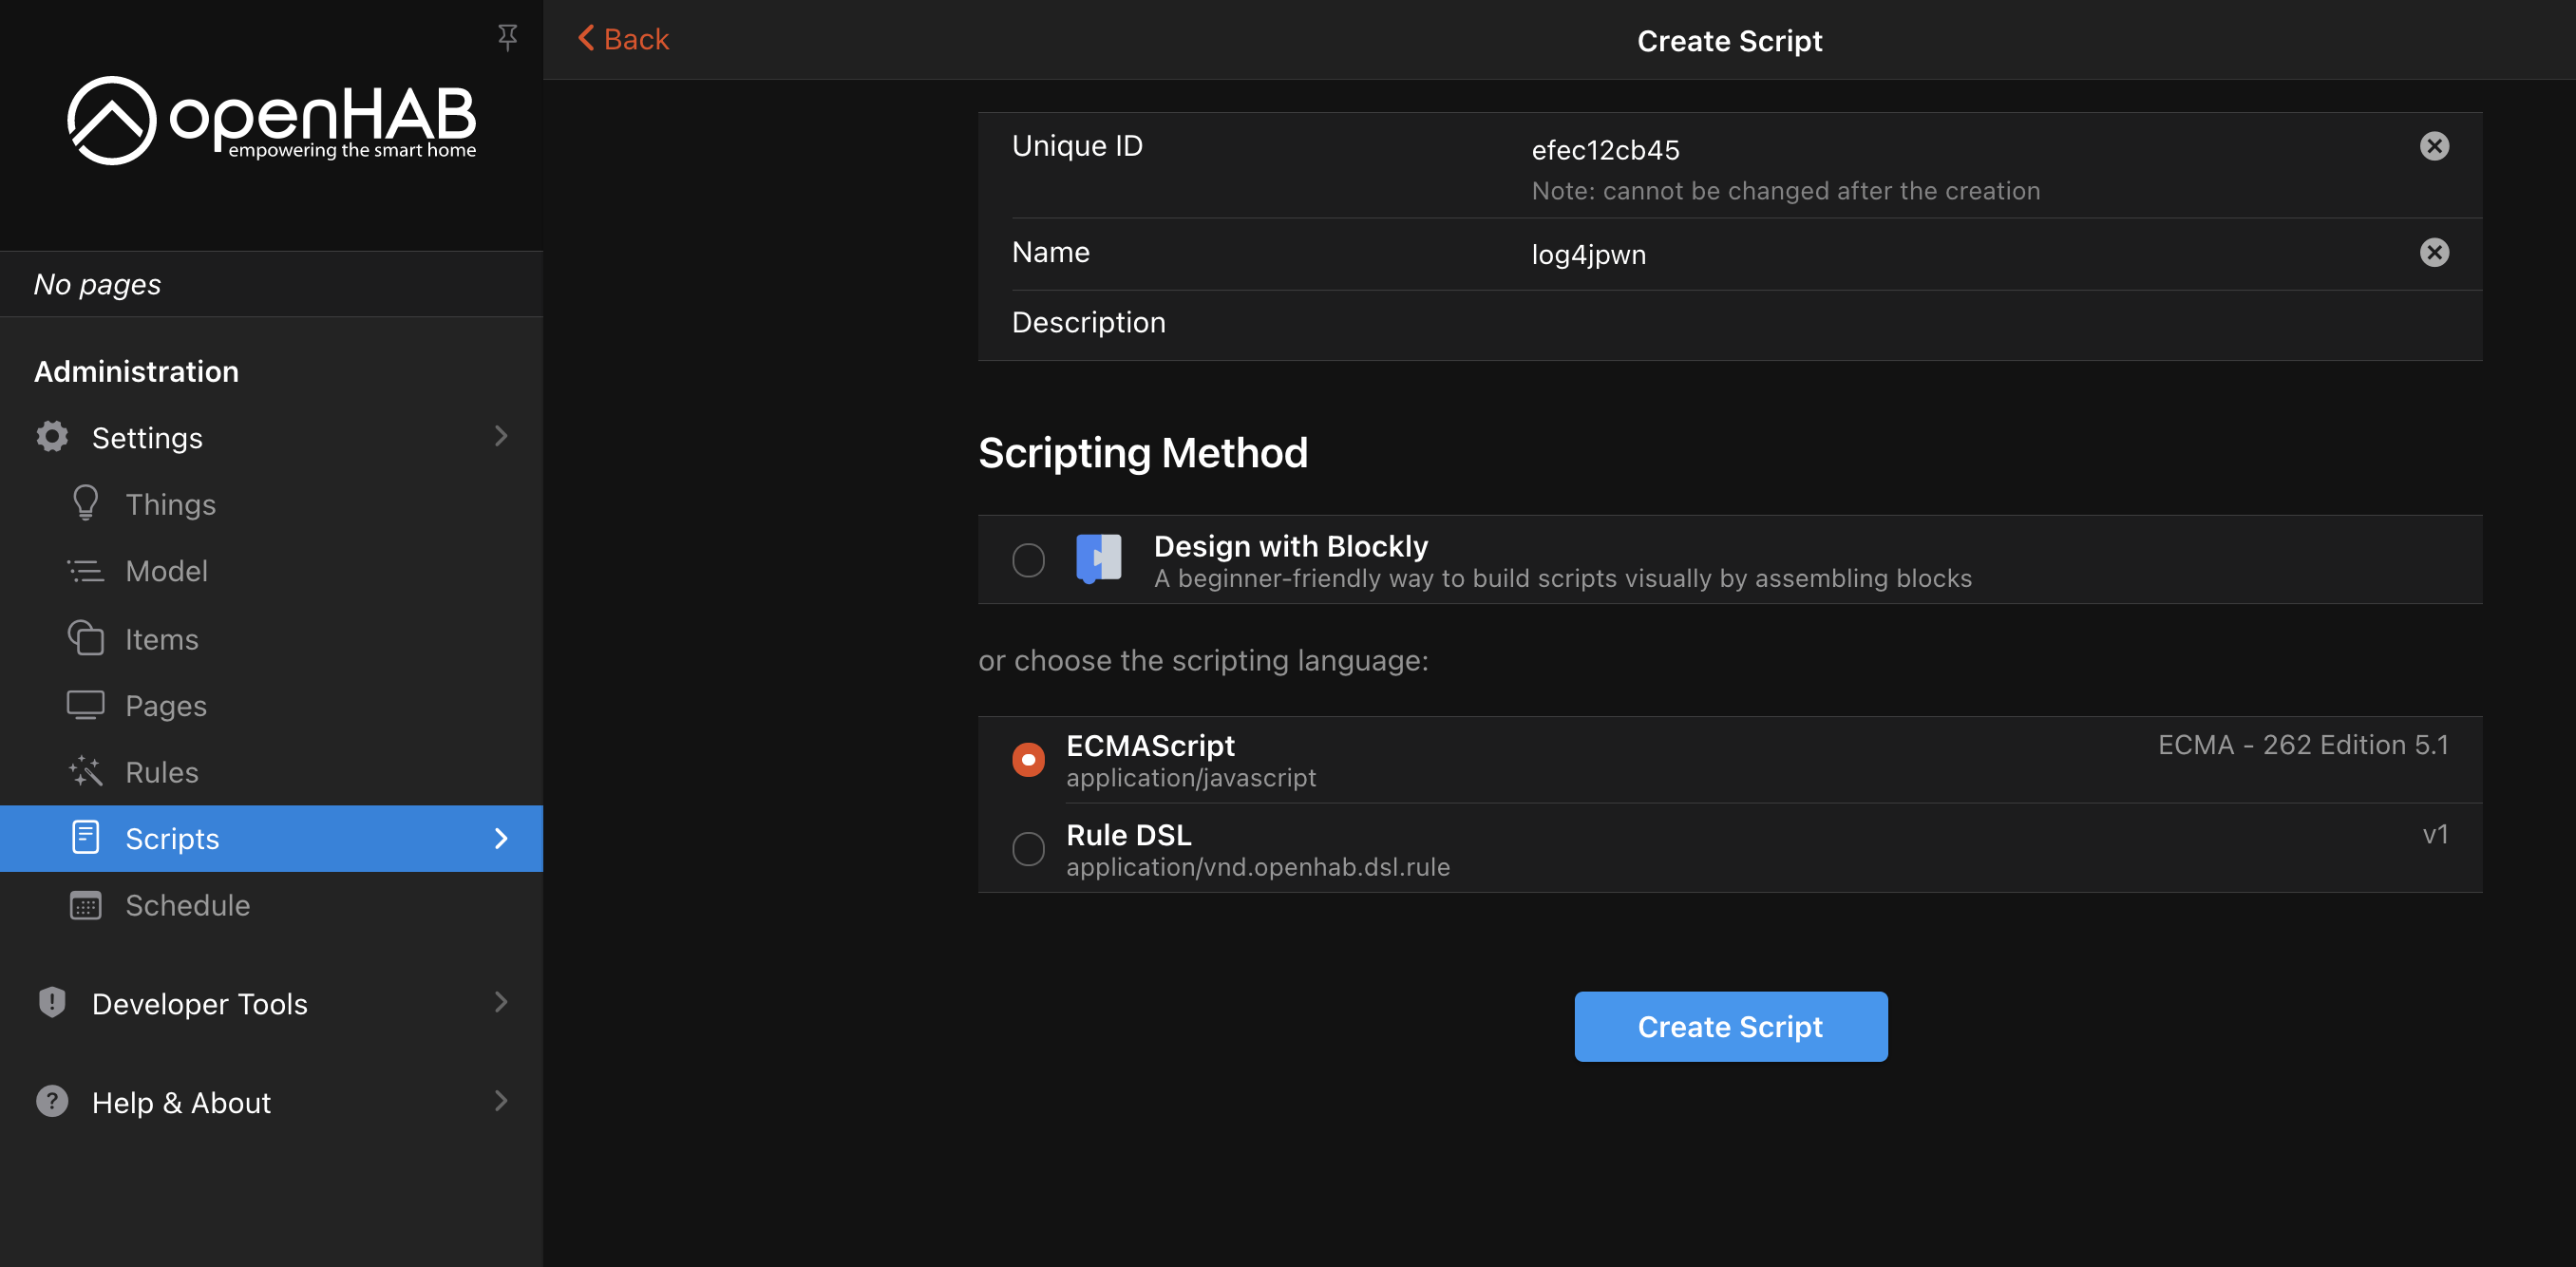 openHAB
empowering the smart home
No pages
Administration
Settings
Things
Model
Items
Pages
Rules
Scripts
Schedule
Developer Tools
Help & About
Back
Create Script
Unique ID
efec12cb45
Note: cannot be changed after the creation
Name
log4jpwn
Description
Scripting Method
Design with Blockly
A beginner-friendly way to build scripts visually by assembling blocks
or choose the scripting language:
ECMAScript
ECMA - 262 Edition 5.1
application/javascript
Rule DSL
v1
application/vnd.openhab.dsl.rule
Create Script